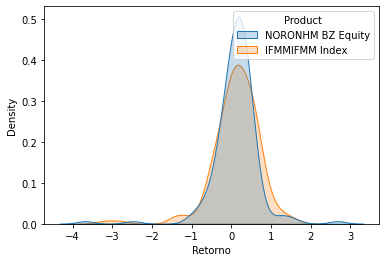 Product
NORONHM BZ Equity
IFMMIFMM Index
0.5
0.4
0.3
0.2
0.1
0.0
Density
−4 −3 −2 −1 0 1 2 3
Retorno